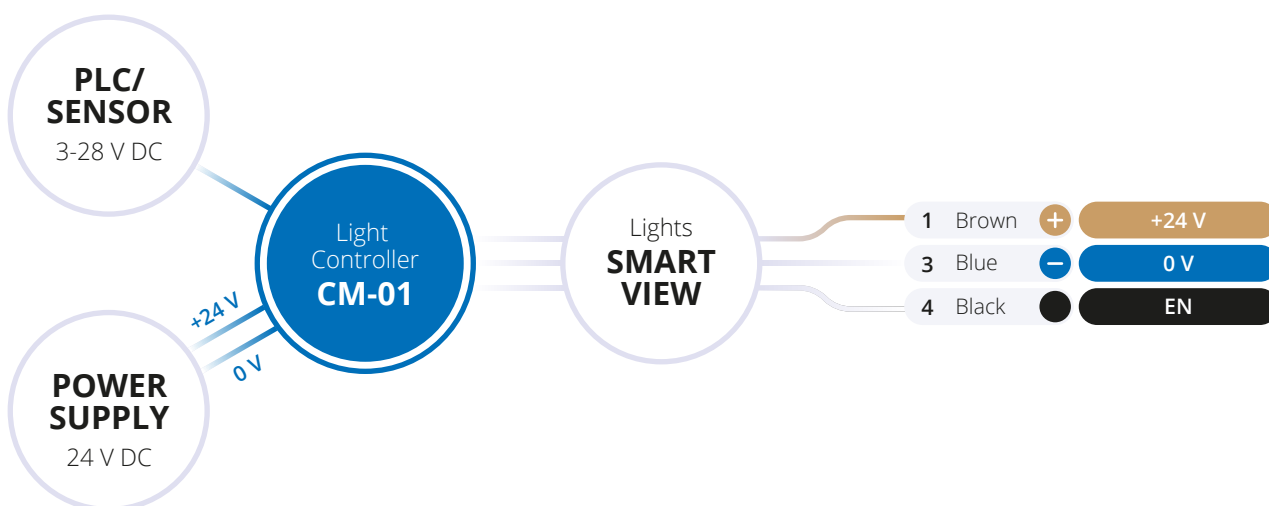 PLC/
SENSOR
3-28 V DC
Light
Controller
CM-01
+24 V
0 V
POWER
SUPPLY
24 V DC
Lights
SMART
VIEW
1 Brown + +24 V
3 Blue − 0 V
4 Black EN